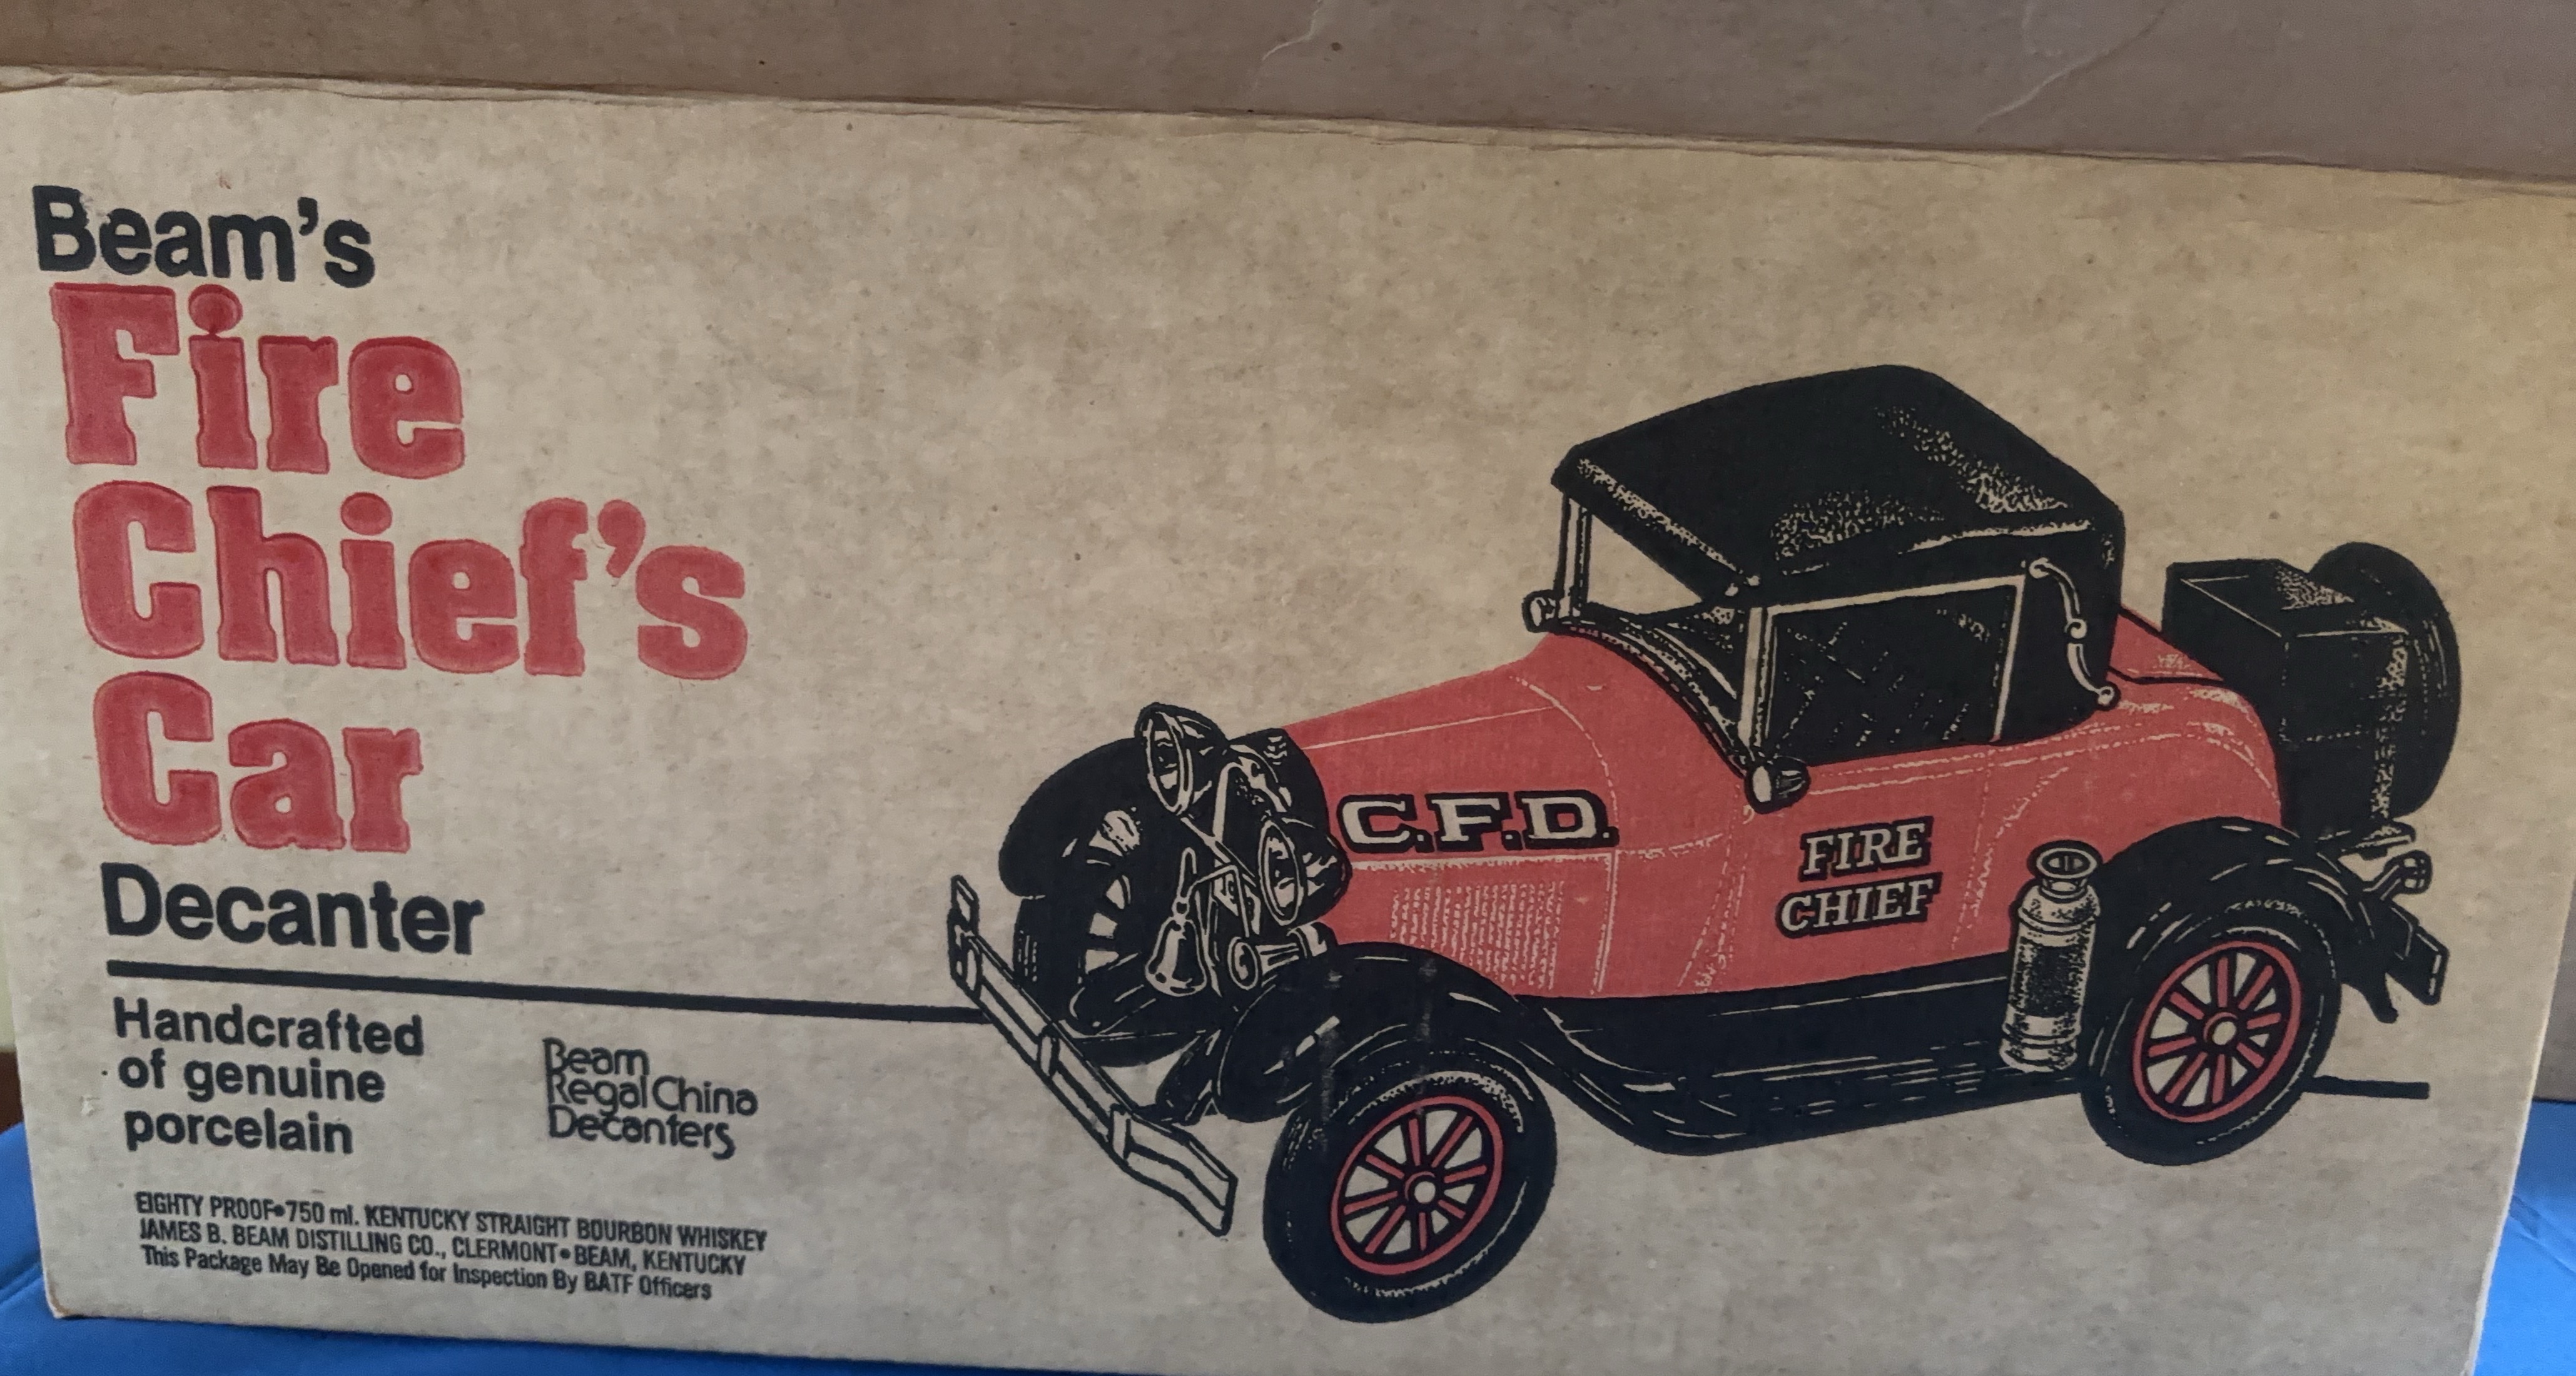 Beam's
Fire
Chief's
Car
Decanter
Handcrafted
of genuine
porcelain
Beam
Regal China
Decanters
EIGHTY PROOF•750 ml. KENTUCKY STRAIGHT BOURBON WHISKEY
JAMES B. BEAM DISTILLING CO., CLERMONT•BEAM, KENTUCKY
This Package May Be Opened for Inspection By BATF Officers
C.F.D.
FIRE
CHIEF